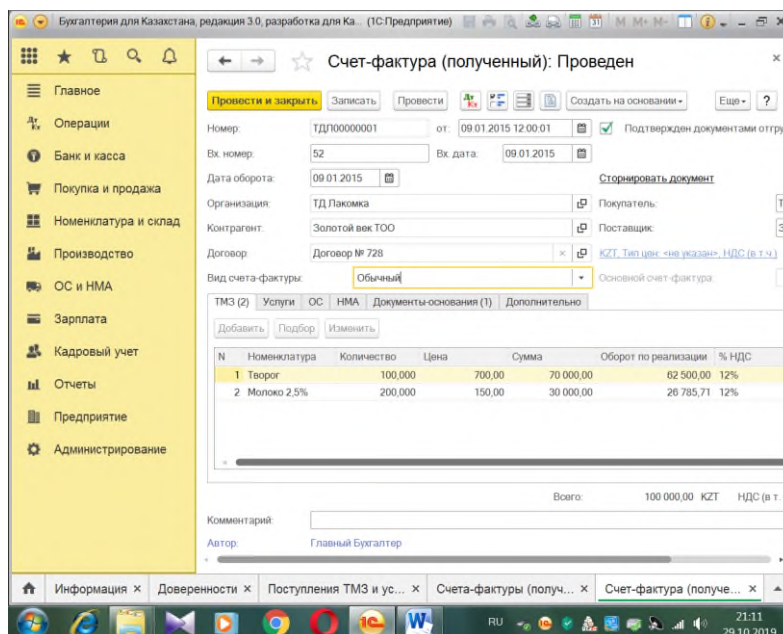 Бухгалтерия для Казахстана, редакция 3.0, разработка для Ка... (1С:Предприятие) M M+ M-
Счет-фактура (полученный): Проведен
Главное
Операции
Банк и касса
Покупка и продажа
Номенклатура и склад
Производство
ОС и НМА
Зарплата
Кадровый учет
Отчеты
Предприятие
Администрирование
Провести и закрыть Записать Провести Создать на основании Еще ?
Номер: ТДЛ00000001 от: 09.01.2015 12:00:01 Подтвержден документами отгру
Вх. номер: 52 Вх. дата: 09.01.2015
Дата оборота: 09.01.2015 Сторнировать документ
Организация: ТД Лакомка Покупатель:
Контрагент: Золотой век ТОО Поставщик:
Договор: Договор № 728 KZT, Тип цен: <не указан>, НДС (в т.ч.)
Вид счета-фактуры: Обычный Основной счет-фактура:
ТМЗ (2) Услуги ОС НМА Документы-основания (1) Дополнительно
Добавить Подбор Изменить
N Номенклатура Количество Цена Сумма Оборот по реализации % НДС
1 Творог 100,000 700,00 70 000,00 62 500,00 12%
2 Молоко 2,5% 200,000 150,00 30 000,00 26 785,71 12%
Всего: 100 000,00 KZT НДС (в т.
Комментарий:
Автор: Главный Бухгалтер
Информация × Доверенности × Поступления ТМЗ и ус... × Счета-фактуры (получ... × Счет-фактура (получе... ×
RU 21:11
29.10.2019